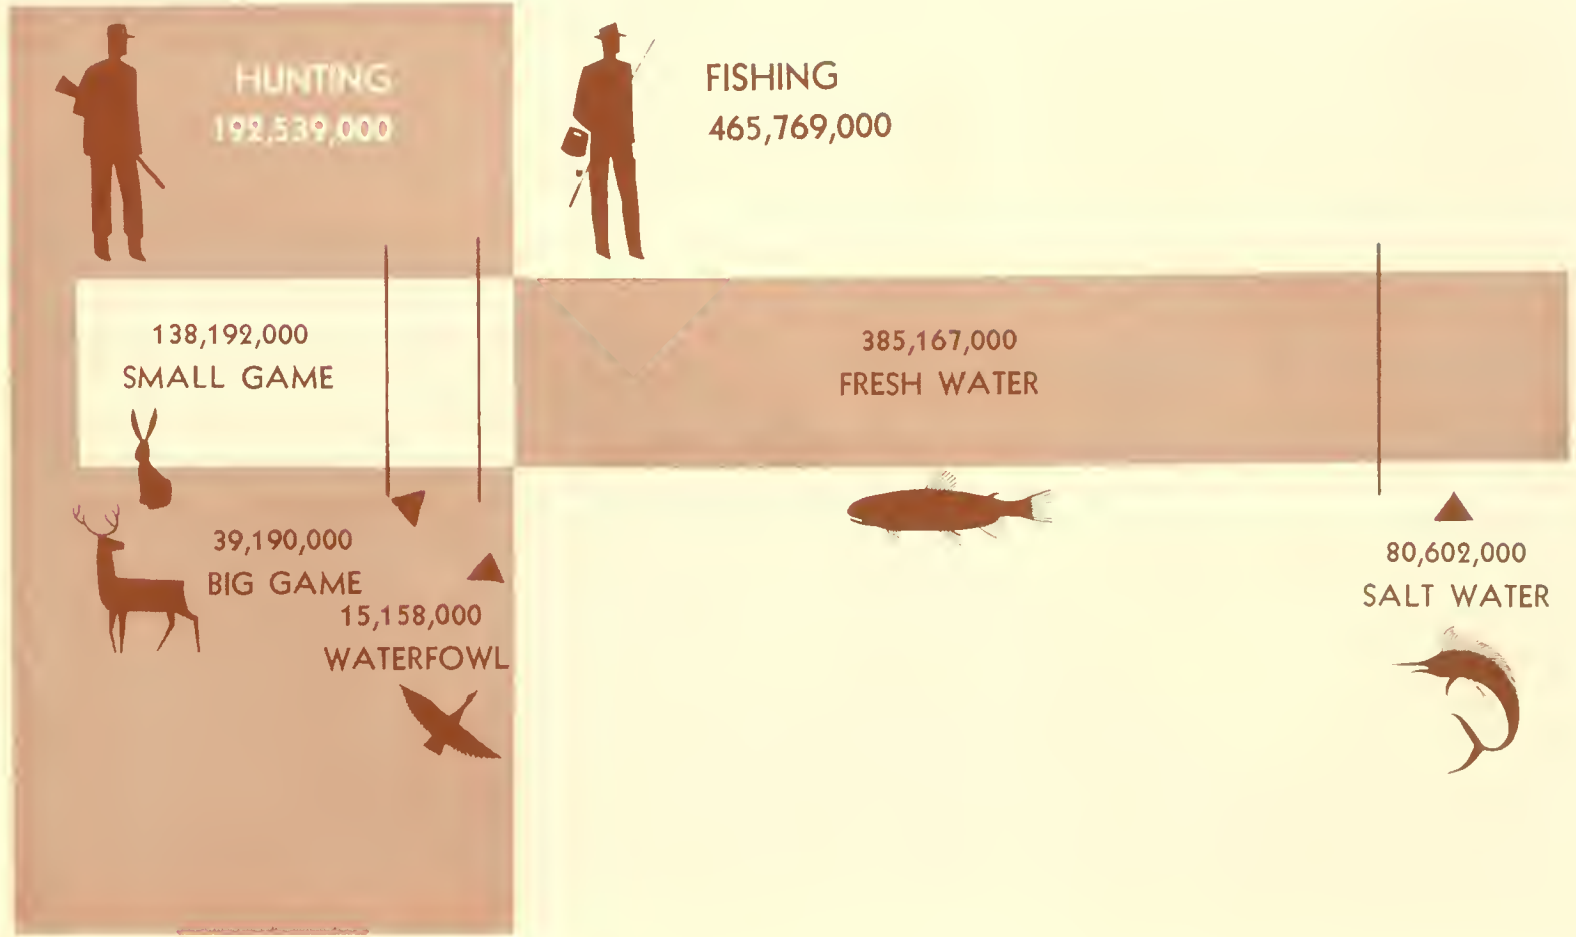 HUNTING
192,539,000
FISHING
465,769,000
138,192,000
SMALL GAME
385,167,000
FRESH WATER
39,190,000
BIG GAME
15,158,000
WATERFOWL
80,602,000
SALT WATER